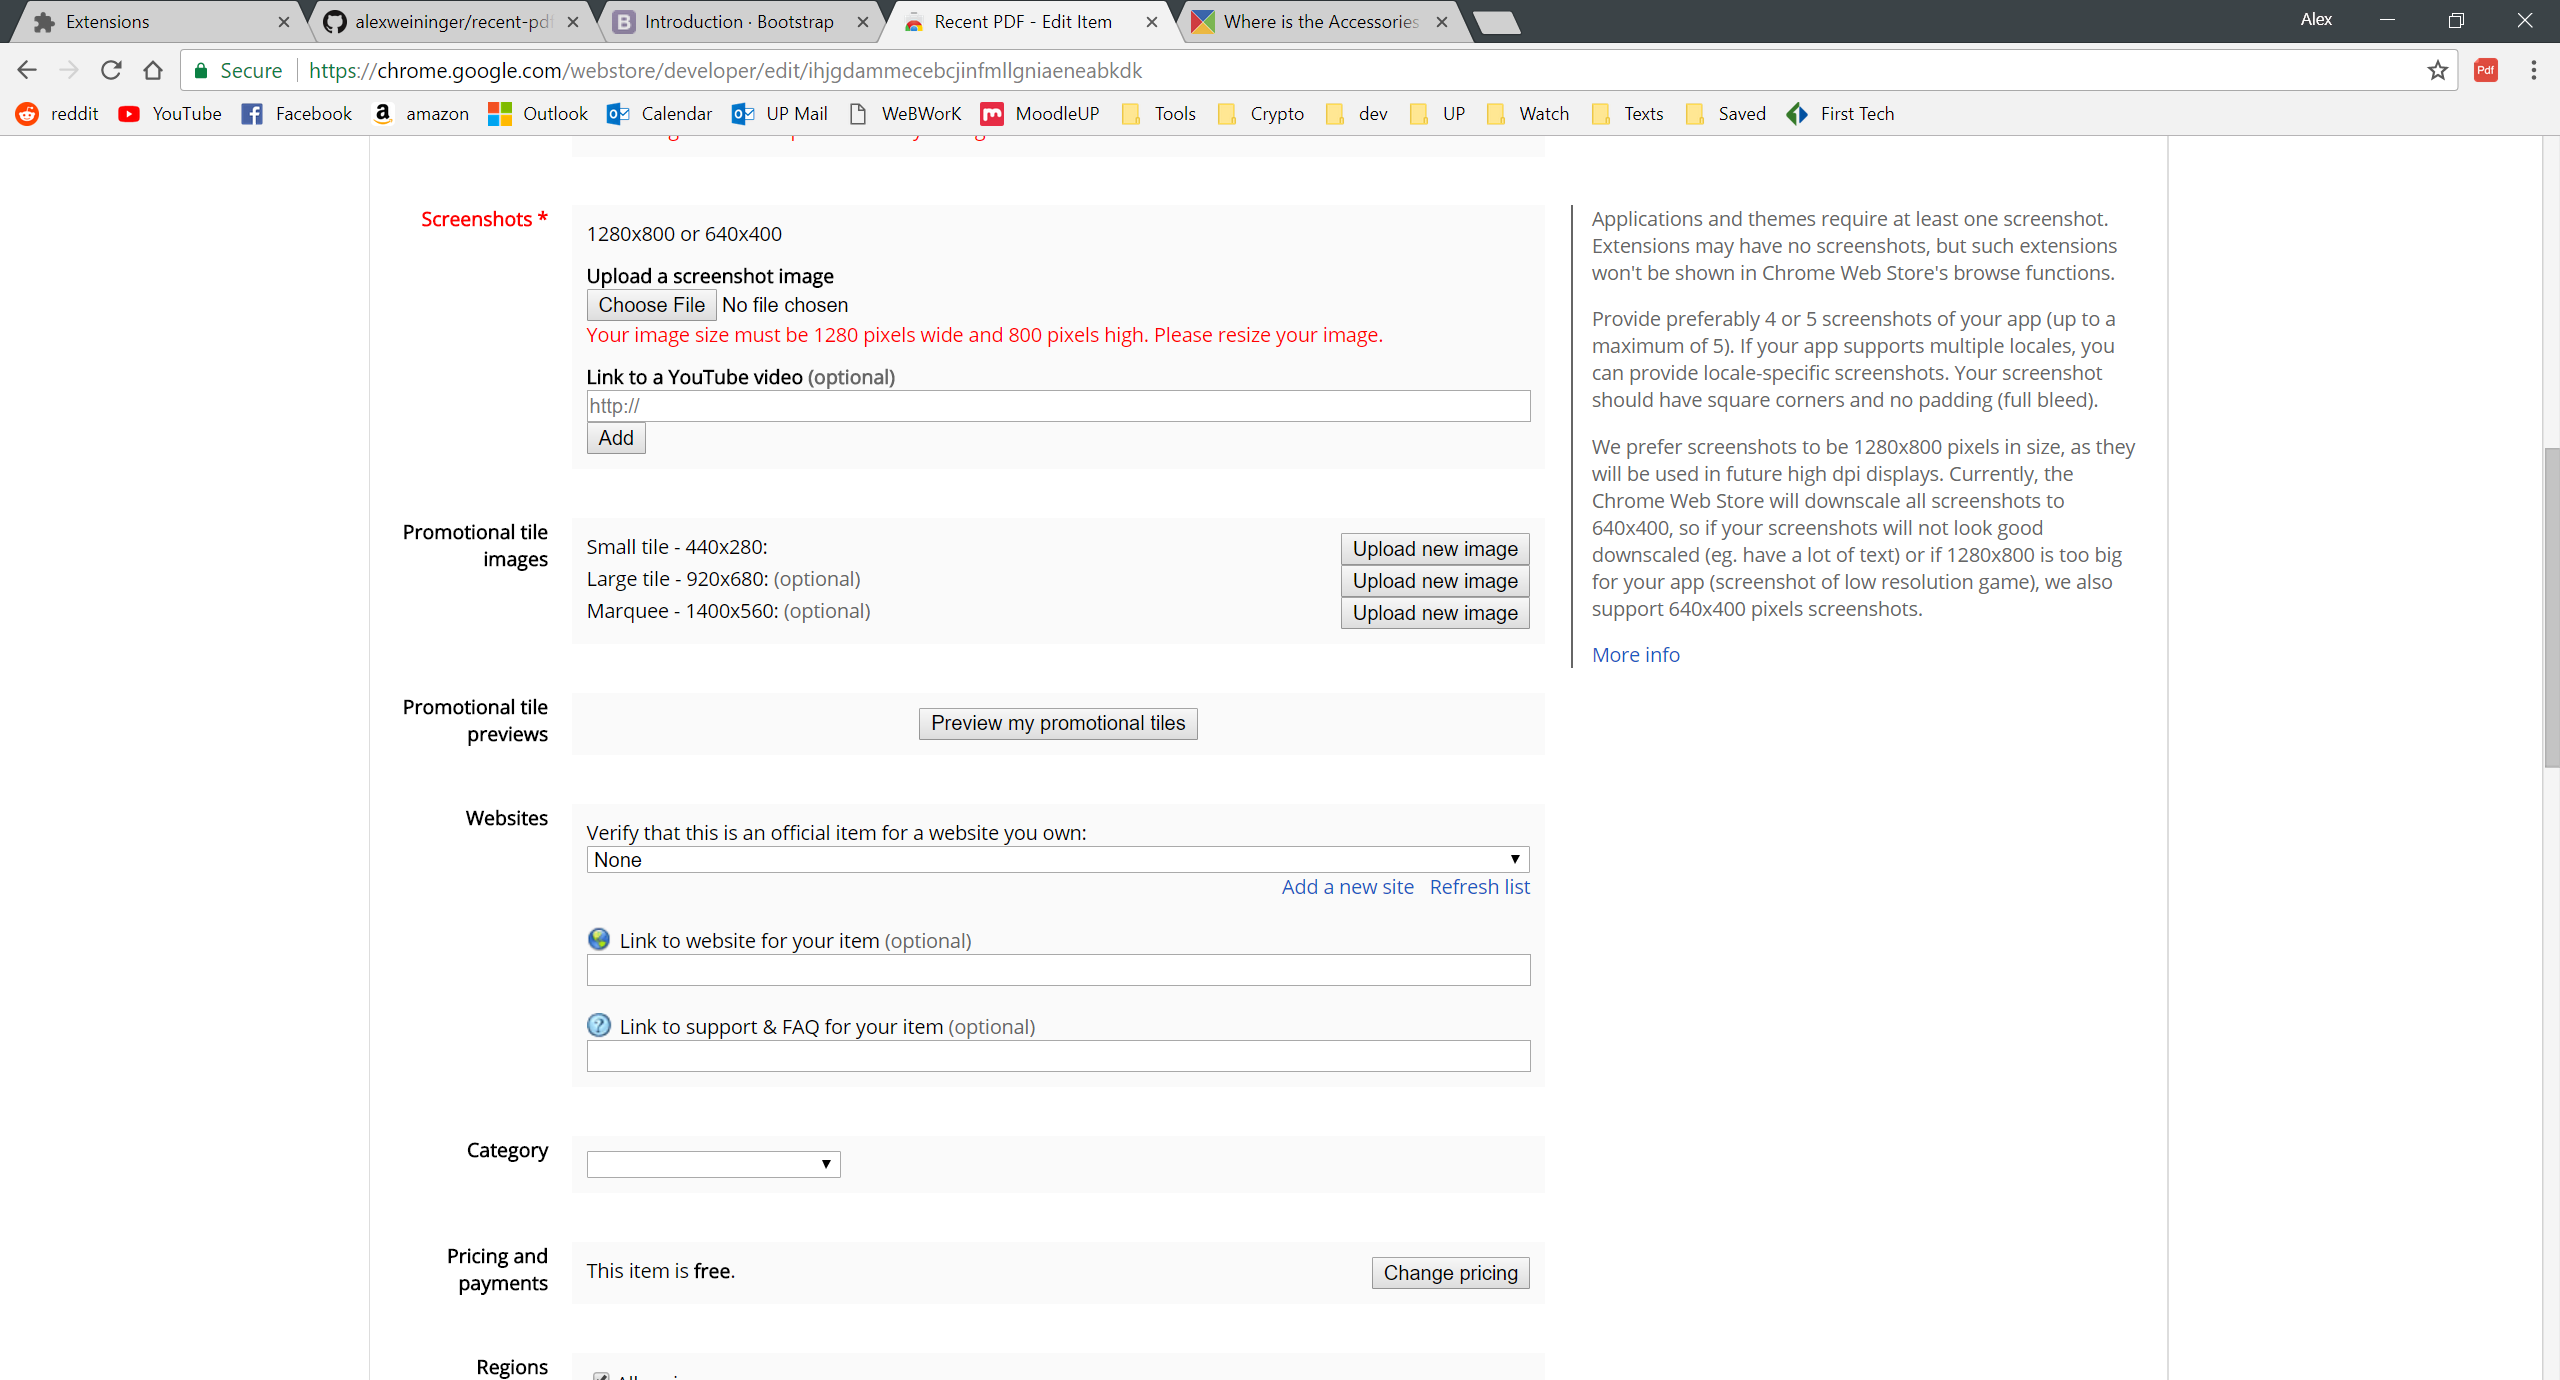 Extensions
alexweininger/recent-pdf
Introduction · Bootstrap
Recent PDF - Edit Item
Where is the Accessories
Alex
Secure
https://chrome.google.com/webstore/developer/edit/ihjgdammecebcjinfmllgniaeneabkdk
Pdf
reddit
YouTube
Facebook
amazon
Outlook
Calendar
UP Mail
WeBWorK
MoodleUP
Tools
Crypto
dev
UP
Watch
Texts
Saved
First Tech
Screenshots *
1280x800 or 640x400
Upload a screenshot image
Choose File No file chosen
Your image size must be 1280 pixels wide and 800 pixels high. Please resize your image.
Link to a YouTube video (optional)
http://
Add
Applications and themes require at least one screenshot.
Extensions may have no screenshots, but such extensions
won't be shown in Chrome Web Store's browse functions.
Provide preferably 4 or 5 screenshots of your app (up to a
maximum of 5). If your app supports multiple locales, you
can provide locale-specific screenshots. Your screenshot
should have square corners and no padding (full bleed).
We prefer screenshots to be 1280x800 pixels in size, as they
will be used in future high dpi displays. Currently, the
Chrome Web Store will downscale all screenshots to
640x400, so if your screenshots will not look good
downscaled (eg. have a lot of text) or if 1280x800 is too big
for your app (screenshot of low resolution game), we also
support 640x400 pixels screenshots.
More info
Promotional tile
images
Small tile - 440x280:
Upload new image
Large tile - 920x680: (optional)
Upload new image
Marquee - 1400x560: (optional)
Upload new image
Promotional tile
previews
Preview my promotional tiles
Websites
Verify that this is an official item for a website you own:
None
Add a new site Refresh list
Link to website for your item (optional)
Link to support & FAQ for your item (optional)
Category
Pricing and
payments
This item is free.
Change pricing
Regions